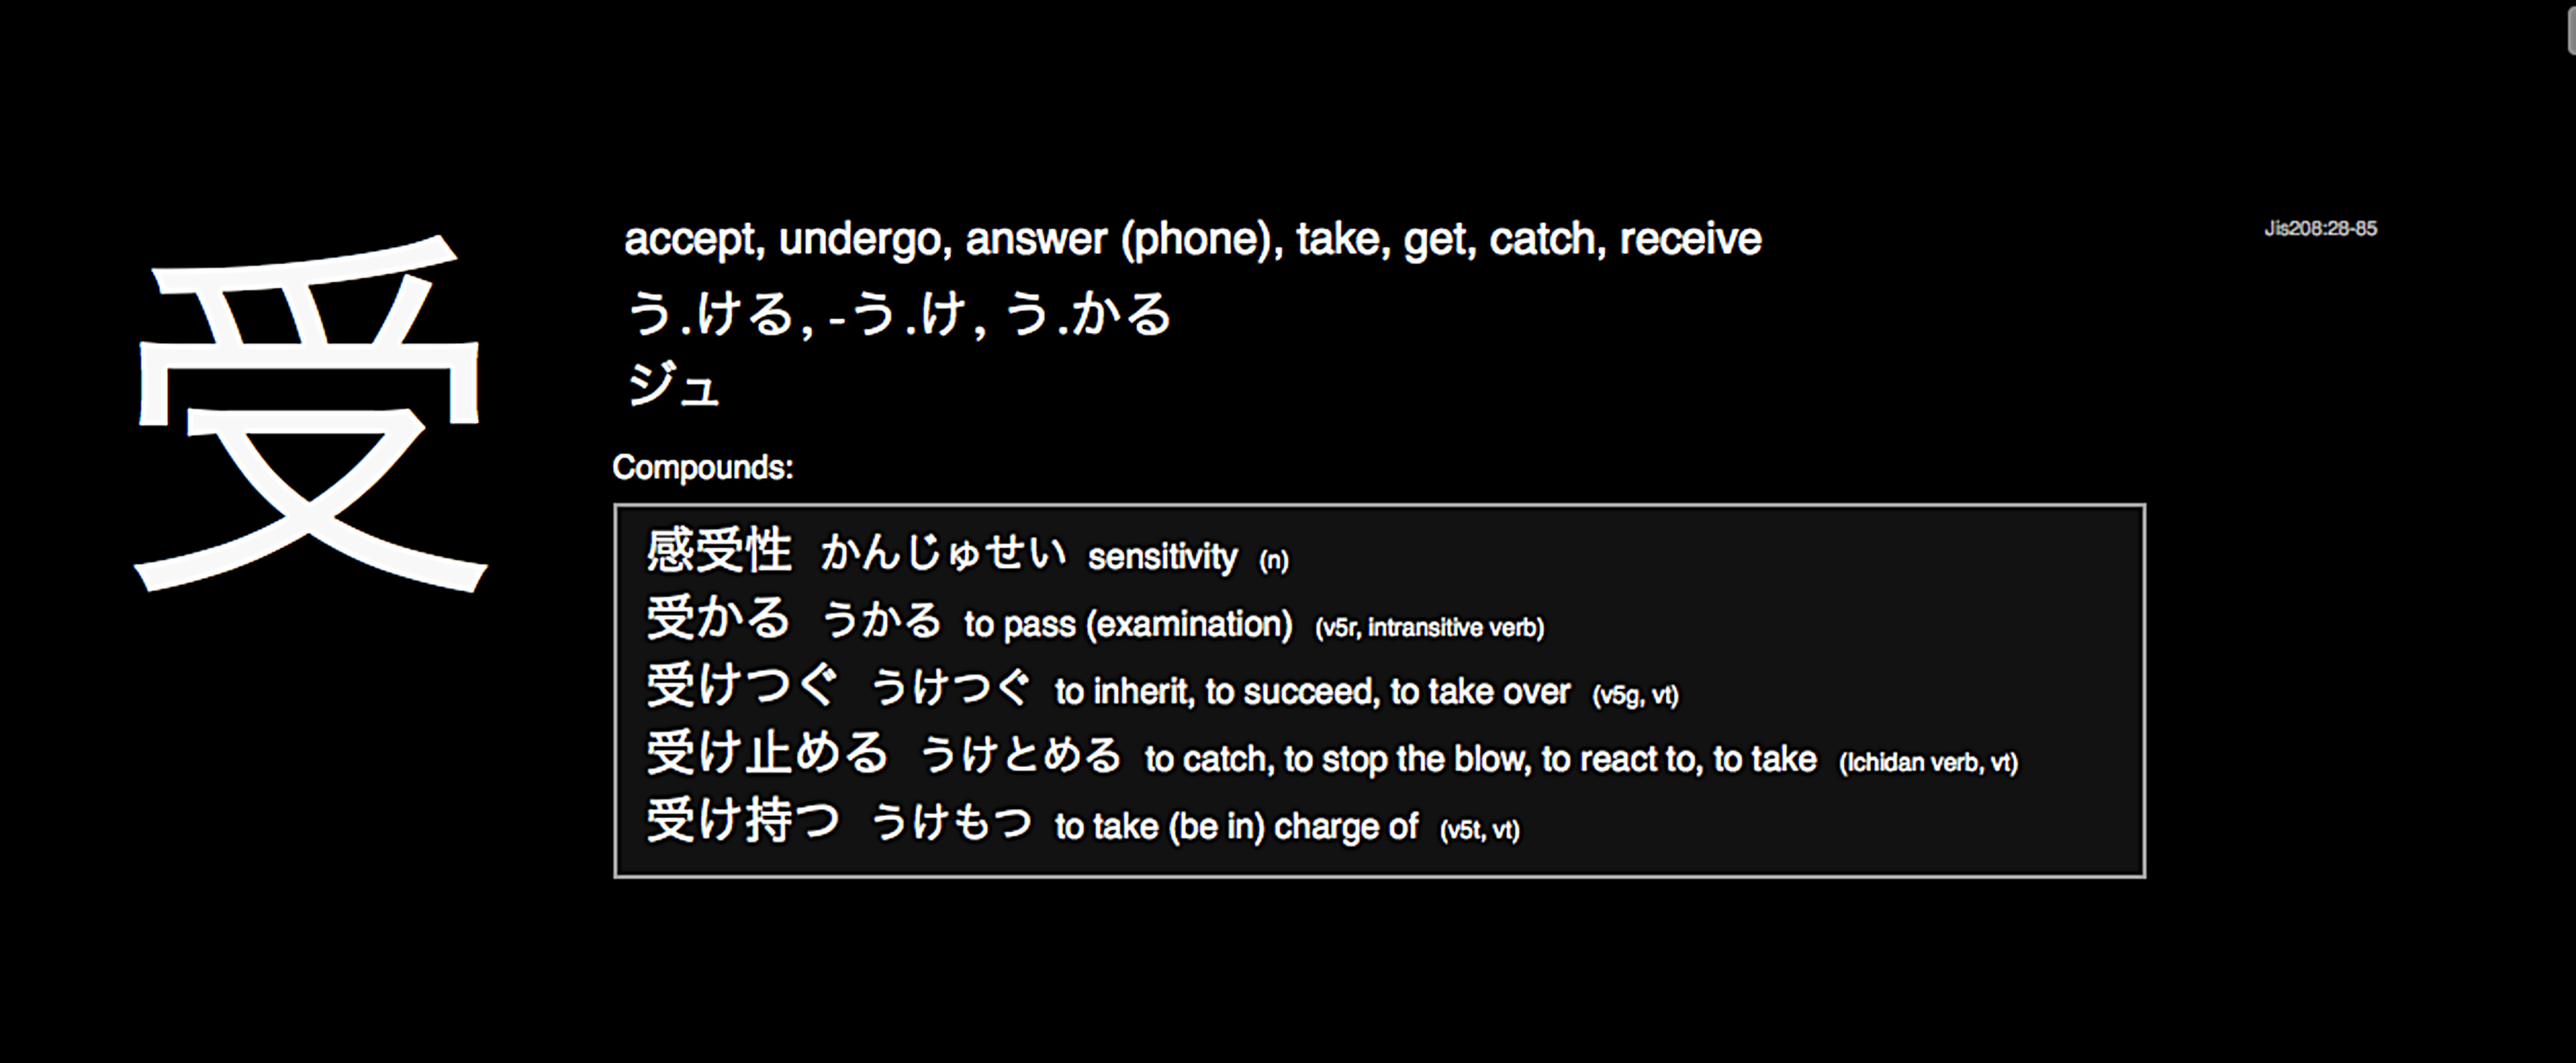 受
accept, undergo, answer (phone), take, get, catch, receive
Jis208:28-85
う.ける, -う.け, う.かる
ジュ
Compounds:
感受性 かんじゅせい sensitivity (n)
受かる うかる to pass (examination) (v5r, intransitive verb)
受けつぐ うけつぐ to inherit, to succeed, to take over (v5g, vt)
受け止める うけとめる to catch, to stop the blow, to react to, to take (Ichidan verb, vt)
受け持つ うけもつ to take (be in) charge of (v5t, vt)